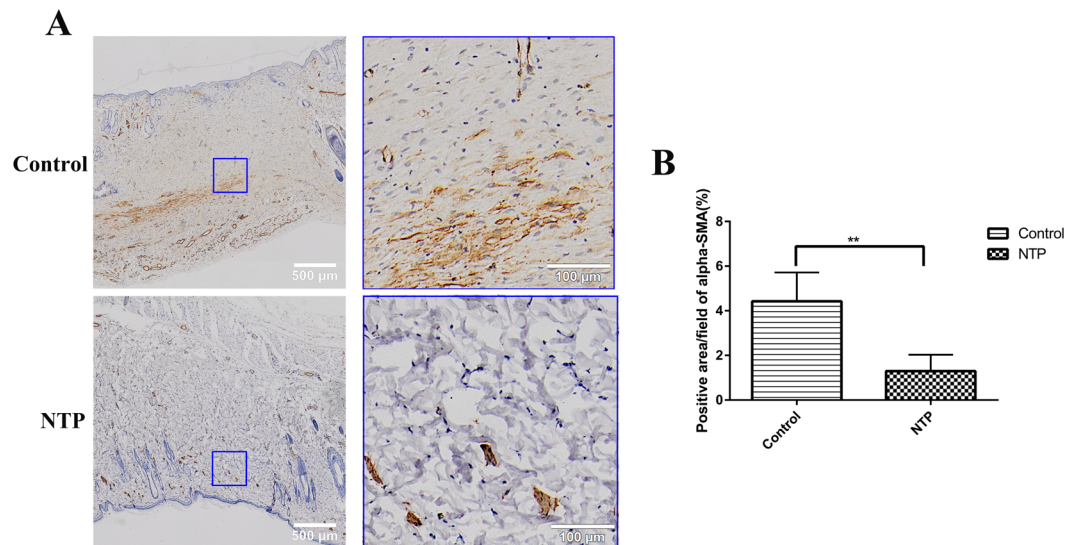 A
Control
500 μm
100 μm
NTP
500 μm
100 μm
B
Positive area/field of alpha-SMA(%)
8
6
4
2
0
**
Control
NTP
Control
NTP